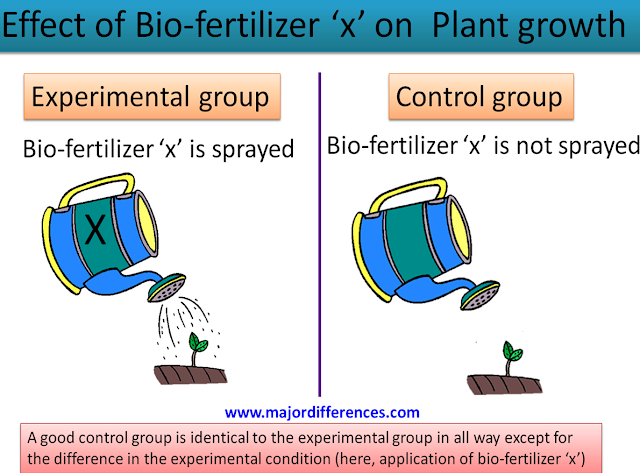 Effect of Bio-fertilizer ‘x’ on Plant growth
Experimental group
Bio-fertilizer ‘x’ is sprayed
X
Control group
Bio-fertilizer ‘x’ is not sprayed
www.majordifferences.com
A good control group is identical to the experimental group in all way except for
the difference in the experimental condition (here, application of bio-fertilizer ‘x’)